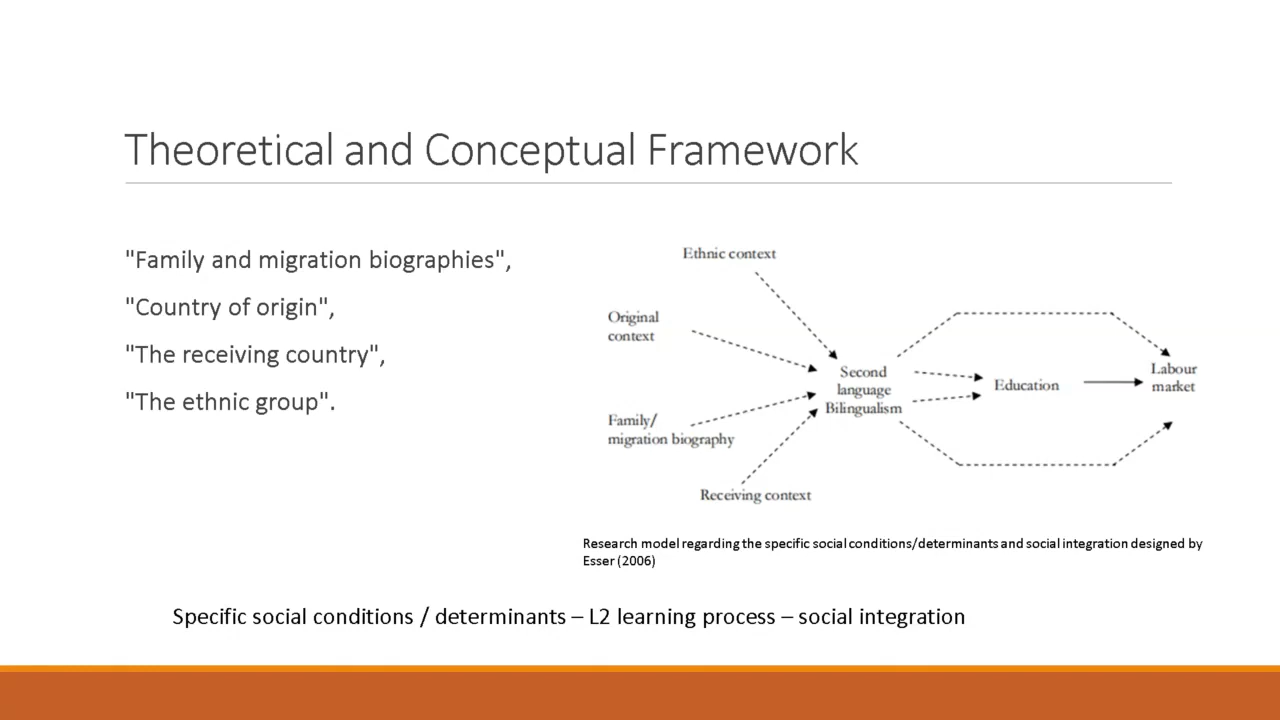 Theoretical and Conceptual Framework
"Family and migration biographies",
"Country of origin",
"The receiving country",
"The ethnic group".
Ethnic context
Original
context
Family/
migration biography
Receiving context
Second
language
Bilingualism
Education
Labour
market
Research model regarding the specific social conditions/determinants and social integration designed by
Esser (2006)
Specific social conditions / determinants – L2 learning process – social integration